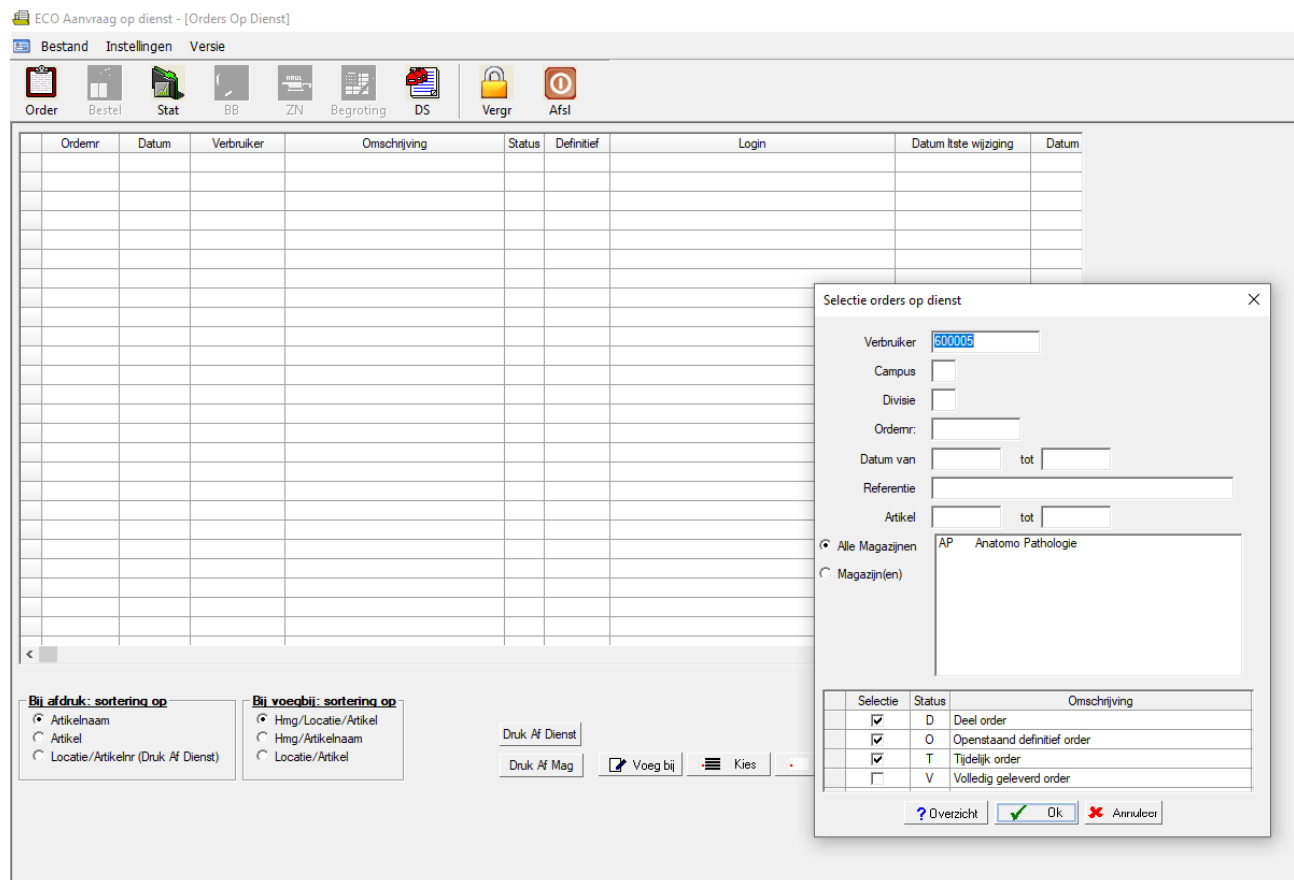 ECO Aanvraag op dienst - [Orders Op Dienst]
Bestand Instellingen Versie
HAUL
Order Bestel Stat BB ZN Begroting DS Vergr Afsl
Ordernr Datum Verbruiker Omschrijving Status Definitief Login Datum ltste wijziging Datum
Selectie orders op dienst
Verbruiker 600005
Campus
Divisie
Ordernr:
Datum van tot
Referentie
Artikel tot
Alle Magazijnen AP Anatomo Pathologie
Magazijn(en)
Bij afdruk: sortering op
Artikelnaam
Artikel
Locatie/Artikelnr (Druk Af Dienst)
Bij voegbij: sortering op
Hmg/Locatie/Artikel
Hmg/Artikelnaam
Locatie/Artikel
Druk Af Dienst
Druk Af Mag Voeg bij Kies
Selectie Status Omschrijving
D Deel order
O Openstaand definitief order
T Tijdelijk order
V Volledig geleverd order
? Overzicht Ok Annuleer